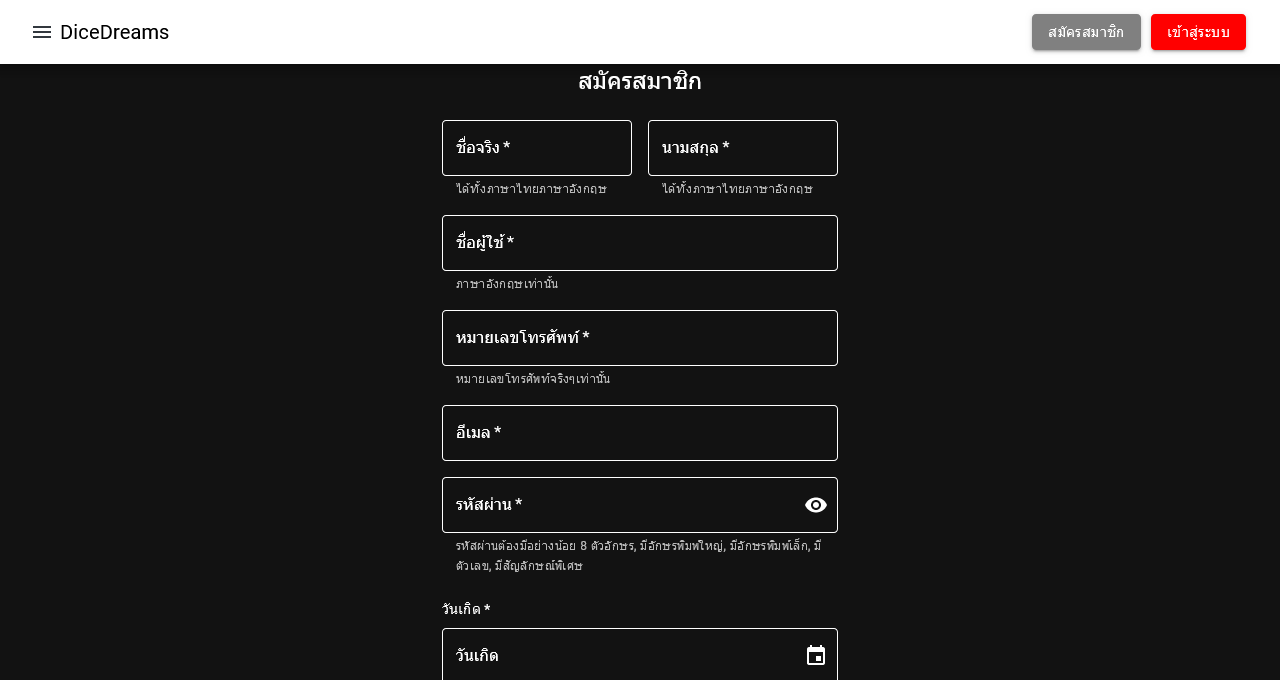 DiceDreams
สมัครสมาชิก
เข้าสู่ระบบ
สมัครสมาชิก
ชื่อจริง *
นามสกุล *
ได้ทั้งภาษาไทยภาษาอังกฤษ
ได้ทั้งภาษาไทยภาษาอังกฤษ
ชื่อผู้ใช้ *
ภาษาอังกฤษเท่านั้น
หมายเลขโทรศัพท์ *
หมายเลขโทรศัพท์จริงๆเท่านั้น
อีเมล *
รหัสผ่าน *
รหัสผ่านต้องมีอย่างน้อย 8 ตัวอักษร, มีอักษรพิมพ์ใหญ่, มีอักษรพิมพ์เล็ก, มี
ตัวเลข, มีสัญลักษณ์พิเศษ
วันเกิด *
วันเกิด